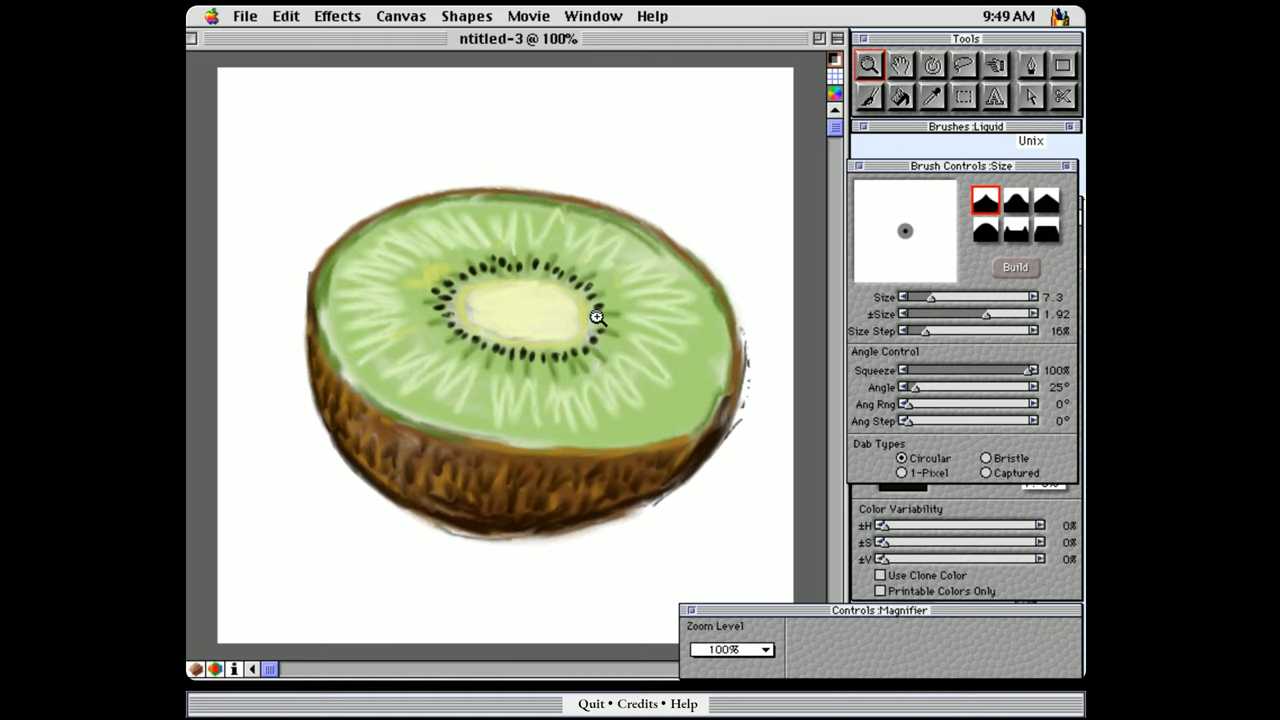 File Edit Effects Canvas Shapes Movie Window Help 9:49 AM
ntitled-3 @ 100%
Tools
Brushes:Liquid
Unix
Brush Controls:Size
Build
Size 7.3
±Size 1.92
Size Step 16%
Angle Control
Squeeze 100%
Angle 25°
Ang Rng 0°
Ang Step 0°
Dab Types
Circular Bristle
1-Pixel Captured
Color Variability
±H 0%
±S 0%
±V 0%
Use Clone Color
Printable Colors Only
Controls:Magnifier
Zoom Level
100%
Quit • Credits • Help